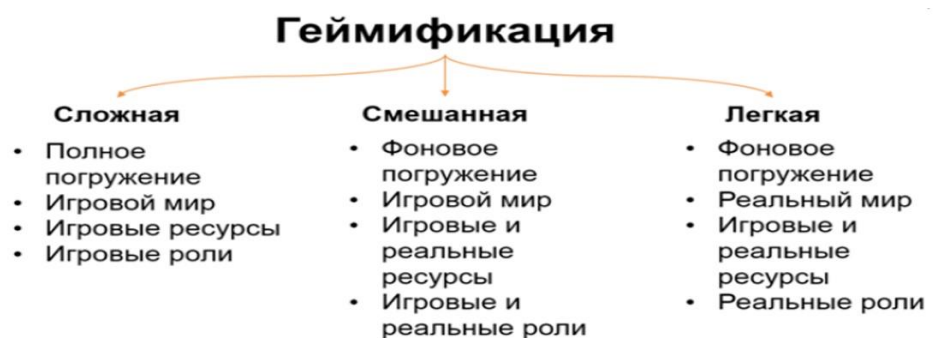 Геймификация
Сложная
• Полное
погружение
• Игровой мир
• Игровые ресурсы
• Игровые роли
Смешанная
• Фоновое
погружение
• Игровой мир
• Игровые и
реальные
ресурсы
• Игровые и
реальные роли
Легкая
• Фоновое
погружение
• Реальный мир
• Игровые и
реальные
ресурсы
• Реальные роли